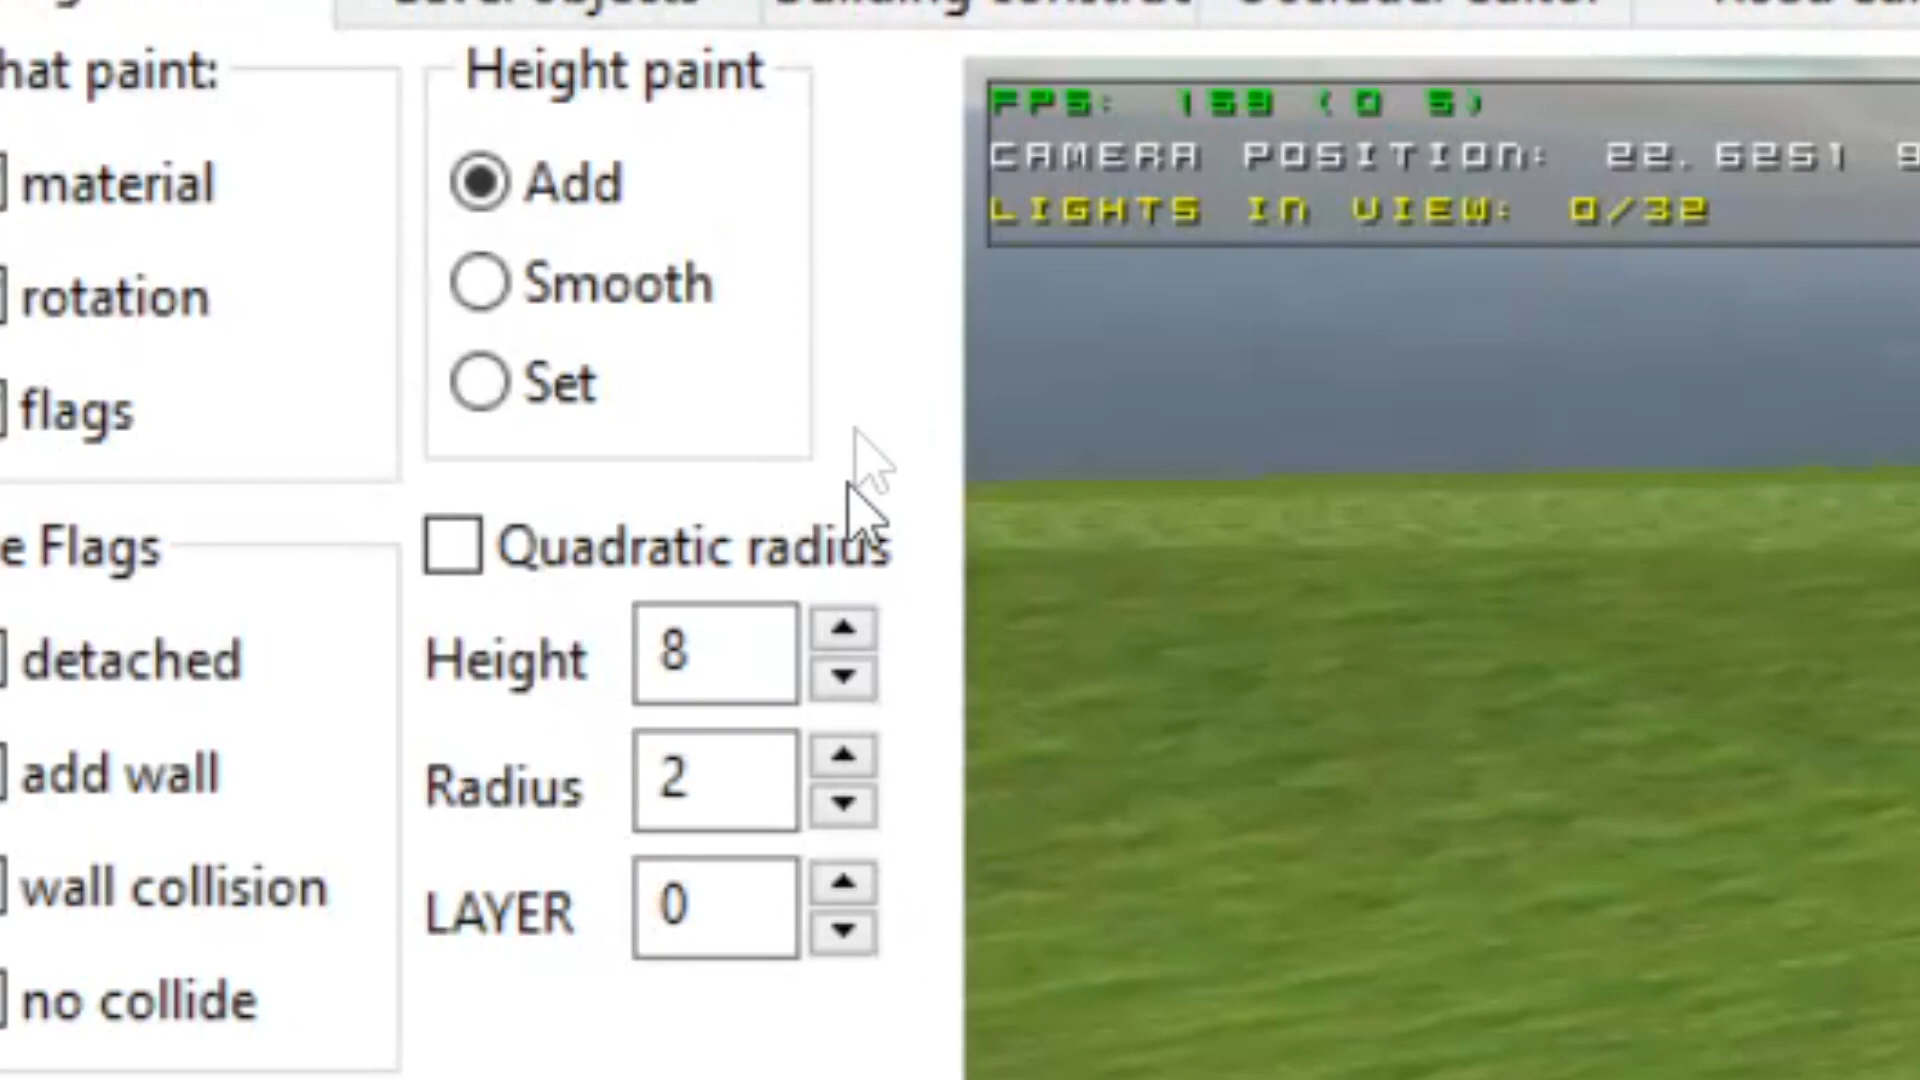 hat paint:
material
rotation
flags
e Flags
detached
add wall
wall collision
no collide
Height paint
Add
Smooth
Set
Quadratic radius
Height 8
Radius 2
LAYER 0
FPS: 159 (0 5)
CAMERA POSITION: 22.6251 9
LIGHTS IN VIEW: 0/32